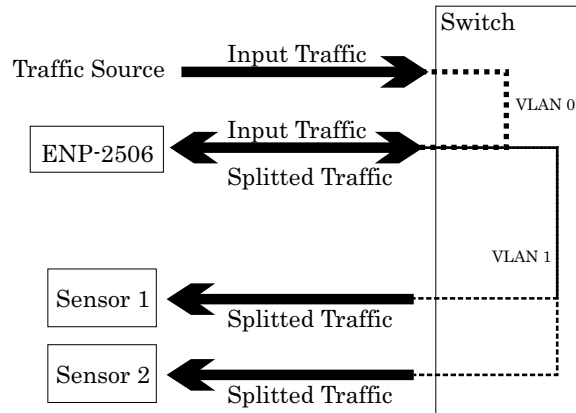 Switch
Input Traffic
Traffic Source
VLAN 0
Input Traffic
ENP-2506
Splitted Traffic
VLAN 1
Sensor 1
Splitted Traffic
Sensor 2
Splitted Traffic